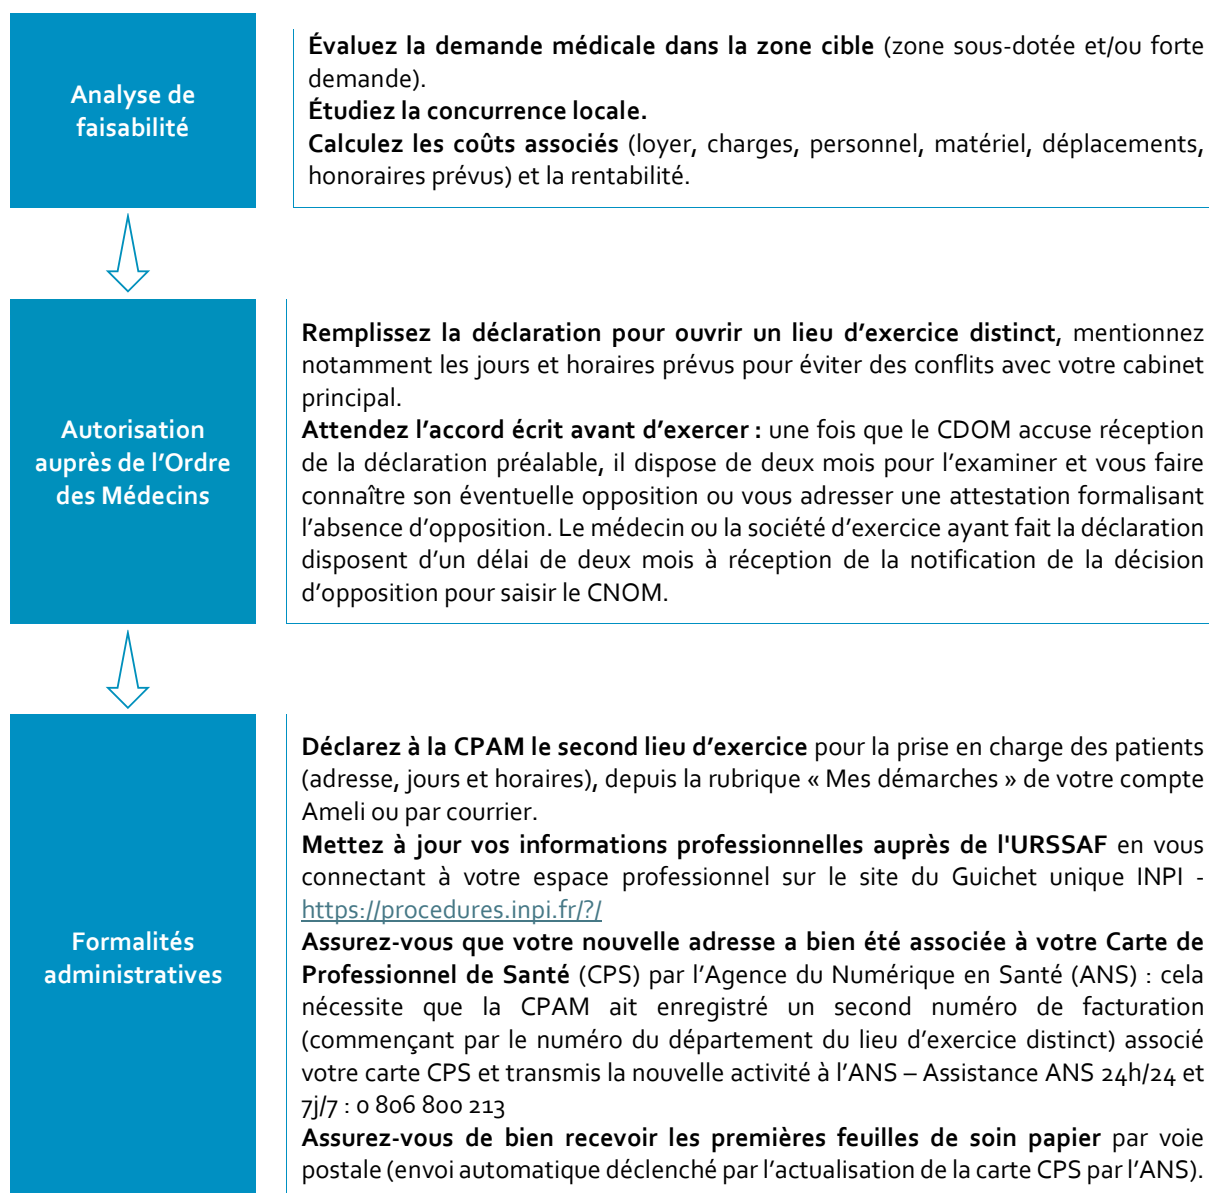 Analyse de
faisabilité
Évaluez la demande médicale dans la zone cible (zone sous-dotée et/ou forte
demande).
Étudiez la concurrence locale.
Calculez les coûts associés (loyer, charges, personnel, matériel, déplacements,
honoraires prévus) et la rentabilité.
Autorisation
auprès de l’Ordre
des Médecins
Remplissez la déclaration pour ouvrir un lieu d’exercice distinct, mentionnez
notamment les jours et horaires prévus pour éviter des conflits avec votre cabinet
principal.
Attendez l’accord écrit avant d’exercer : une fois que le CDOM accuse réception
de la déclaration préalable, il dispose de deux mois pour l’examiner et vous faire
connaître son éventuelle opposition ou vous adresser une attestation formalisant
l’absence d’opposition. Le médecin ou la société d’exercice ayant fait la déclaration
disposent d’un délai de deux mois à réception de la notification de la décision
d’opposition pour saisir le CNOM.
Formalités
administratives
Déclarez à la CPAM le second lieu d’exercice pour la prise en charge des patients
(adresse, jours et horaires), depuis la rubrique « Mes démarches » de votre compte
Ameli ou par courrier.
Mettez à jour vos informations professionnelles auprès de l'URSSAF en vous
connectant à votre espace professionnel sur le site du Guichet unique INPI -
https://procedures.inpi.fr/?/
Assurez-vous que votre nouvelle adresse a bien été associée à votre Carte de
Professionnel de Santé (CPS) par l’Agence du Numérique en Santé (ANS) : cela
nécessite que la CPAM ait enregistré un second numéro de facturation
(commençant par le numéro du département du lieu d’exercice distinct) associé
votre carte CPS et transmis la nouvelle activité à l’ANS – Assistance ANS 24h/24 et
7j/7 : 0 806 800 213
Assurez-vous de bien recevoir les premières feuilles de soin papier par voie
postale (envoi automatique déclenché par l’actualisation de la carte CPS par l’ANS).